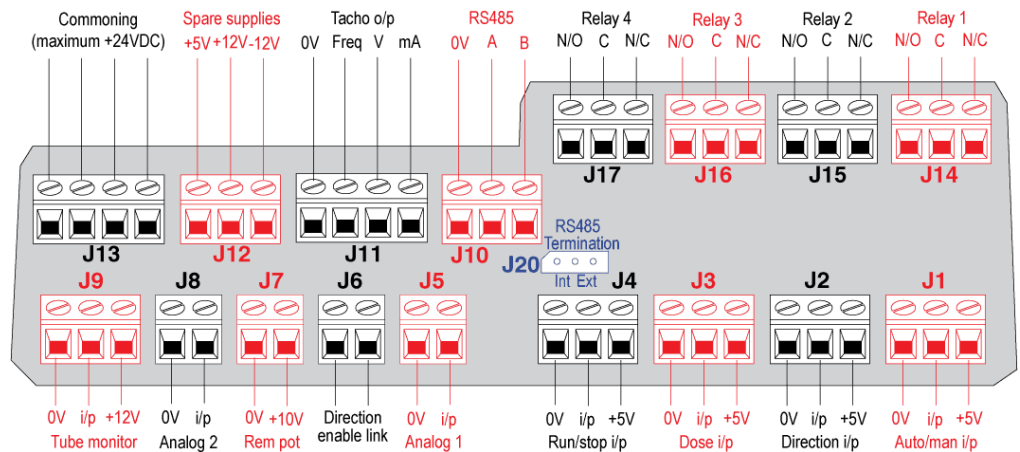 Commoning
(maximum +24VDC)
Spare supplies
+5V +12V -12V
Tacho o/p
0V Freq V mA
RS485
0V A B
Relay 4
N/O C N/C
Relay 3
N/O C N/C
Relay 2
N/O C N/C
Relay 1
N/O C N/C
J17
J16
J15
J14
J13
J12
J11
J10
RS485
Termination
J20
Int Ext
J9
J8
J7
J6
J5
J4
J3
J2
J1
0V i/p +12V
Tube monitor
0V i/p
Analog 2
0V +10V
Rem pot
Direction
enable link
0V i/p
Analog 1
0V i/p +5V
Run/stop i/p
0V i/p +5V
Dose i/p
0V i/p +5V
Direction i/p
0V i/p +5V
Auto/man i/p